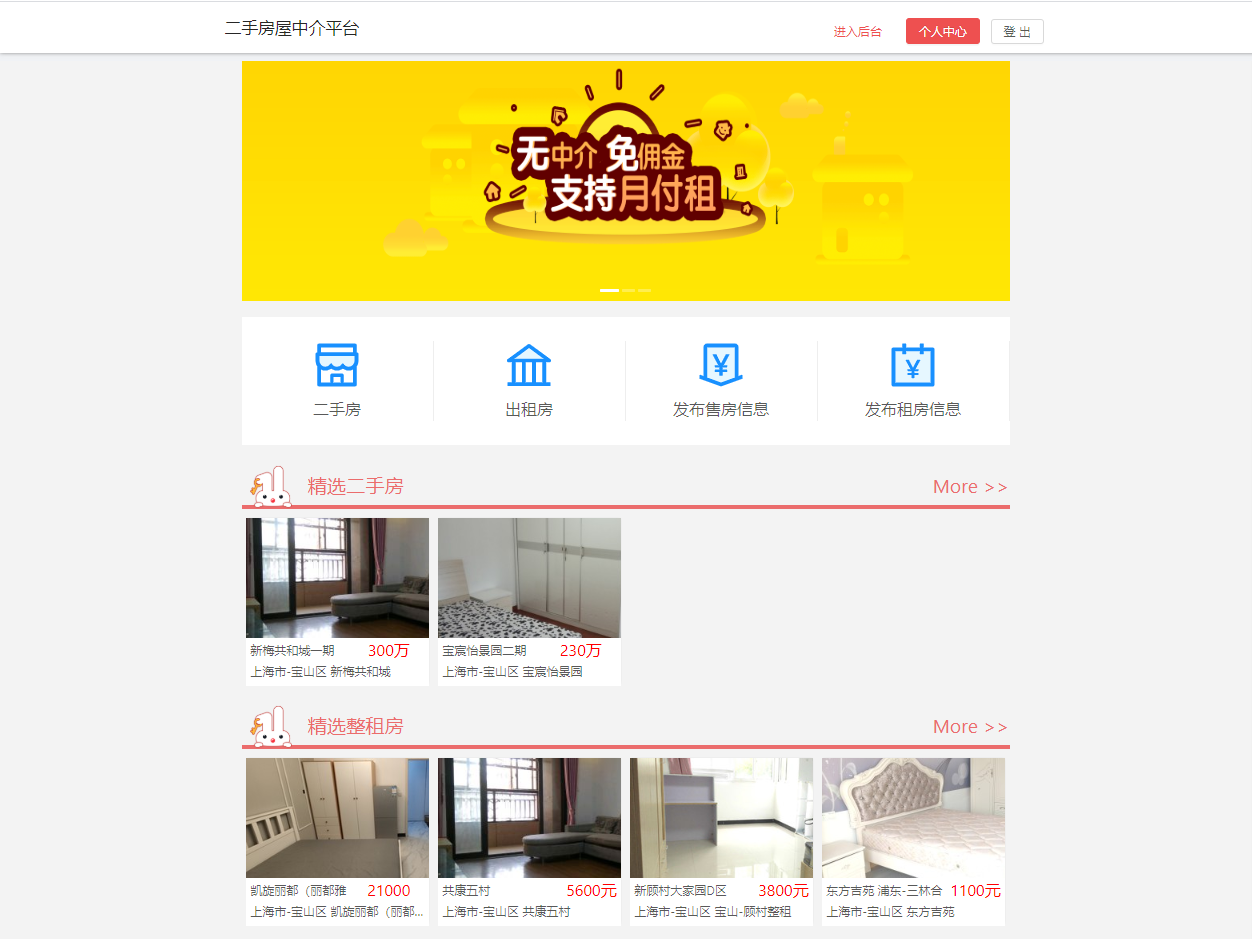 二手房屋中介平台
进入后台 个人中心 登 出
无中介 免佣金
支持月付租
二手房 出租房 发布售房信息 发布租房信息
精选二手房 More >>
新梅共和城一期 300万 宝宸怡景园二期 230万
上海市-宝山区 新梅共和城 上海市-宝山区 宝宸怡景园
精选整租房 More >>
凯旋丽都（丽都雅 21000 共康五村 5600元 新顾村大家园D区 3800元 东方吉苑 浦东-三林合 1100元
上海市-宝山区 凯旋丽都（丽都... 上海市-宝山区 共康五村 上海市-宝山区 宝山-顾村整租 上海市-宝山区 东方吉苑